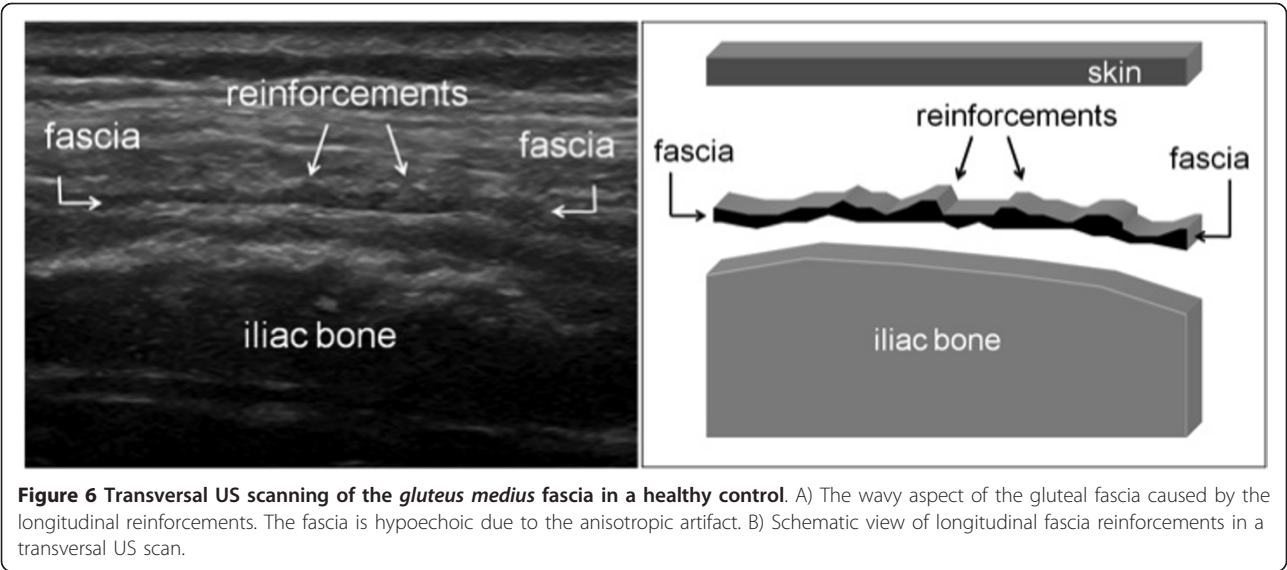 reinforcements
fascia
fascia
iliac bone
skin
reinforcements
fascia
fascia
iliac bone
Figure 6 Transversal US scanning of the gluteus medius fascia in a healthy control. A) The wavy aspect of the gluteal fascia caused by the
longitudinal reinforcements. The fascia is hypoechoic due to the anisotropic artifact. B) Schematic view of longitudinal fascia reinforcements in a
transversal US scan.